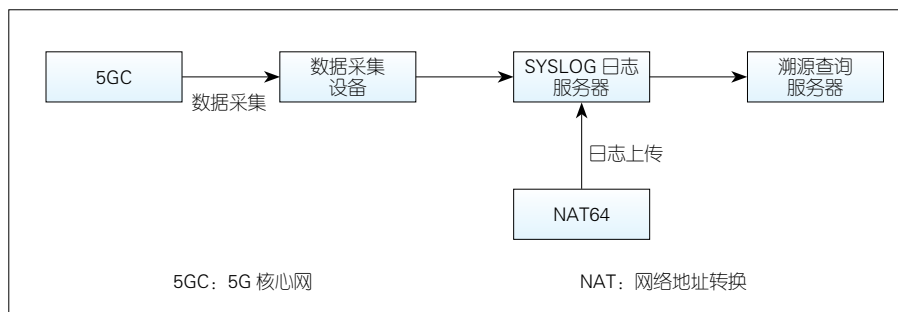 5GC
数据采集
数据采集
设备
SYSLOG 日志
服务器
溯源查询
服务器
日志上传
NAT64
5GC：5G 核心网
NAT：网络地址转换